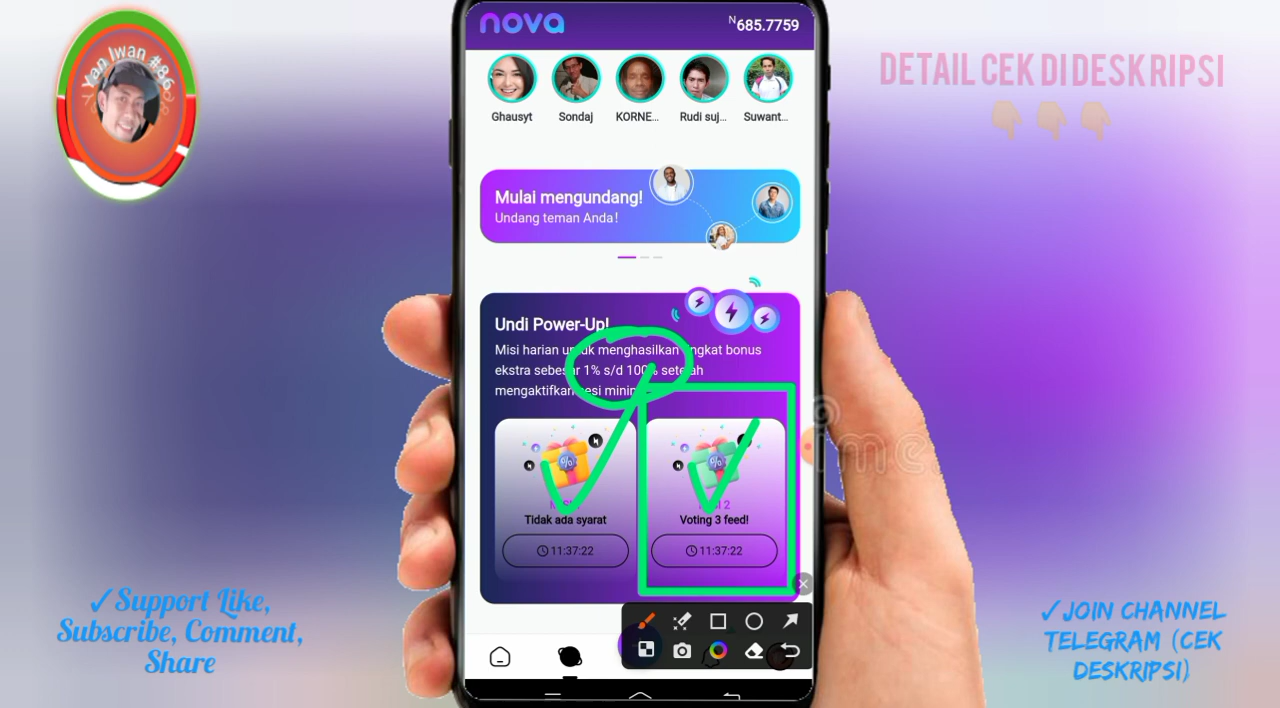 Yan Iwan #86
nova
N685.7759
DETAIL CEK DI DESKRIPSI
Ghausyt
Sondaj
KORNE...
Rudi suj...
Suwant...
Mulai mengundang!
Undang teman Anda!
Undi Power-Up!
Misi harian untuk menghasilkan tingkat bonus
ekstra sebesar 1% s/d 100% setelah
mengaktifkan sesi
%
%
2
Tidak ada syarat
Voting 3 feed!
11:37:22
11:37:22
✓Support Like,
Subscribe, Comment,
Share
✓JOIN CHANNEL
TELEGRAM (CEK
DESKRIPSI)